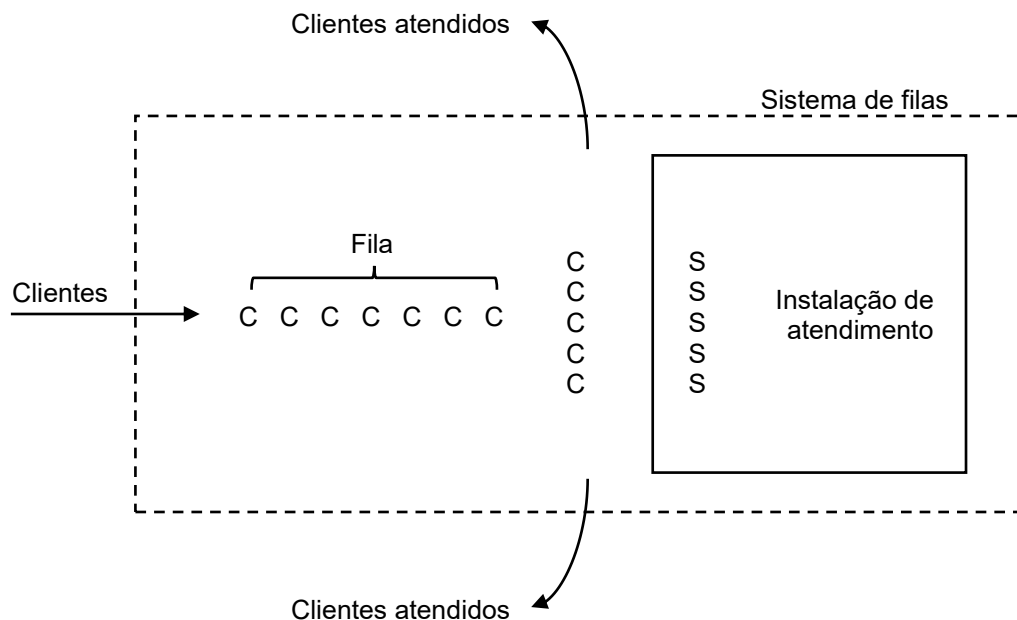 Clientes atendidos
Sistema de filas
Fila
Clientes
C C C C C C C
C S
C S
C S
C S
C S
Instalação de
atendimento
Clientes atendidos